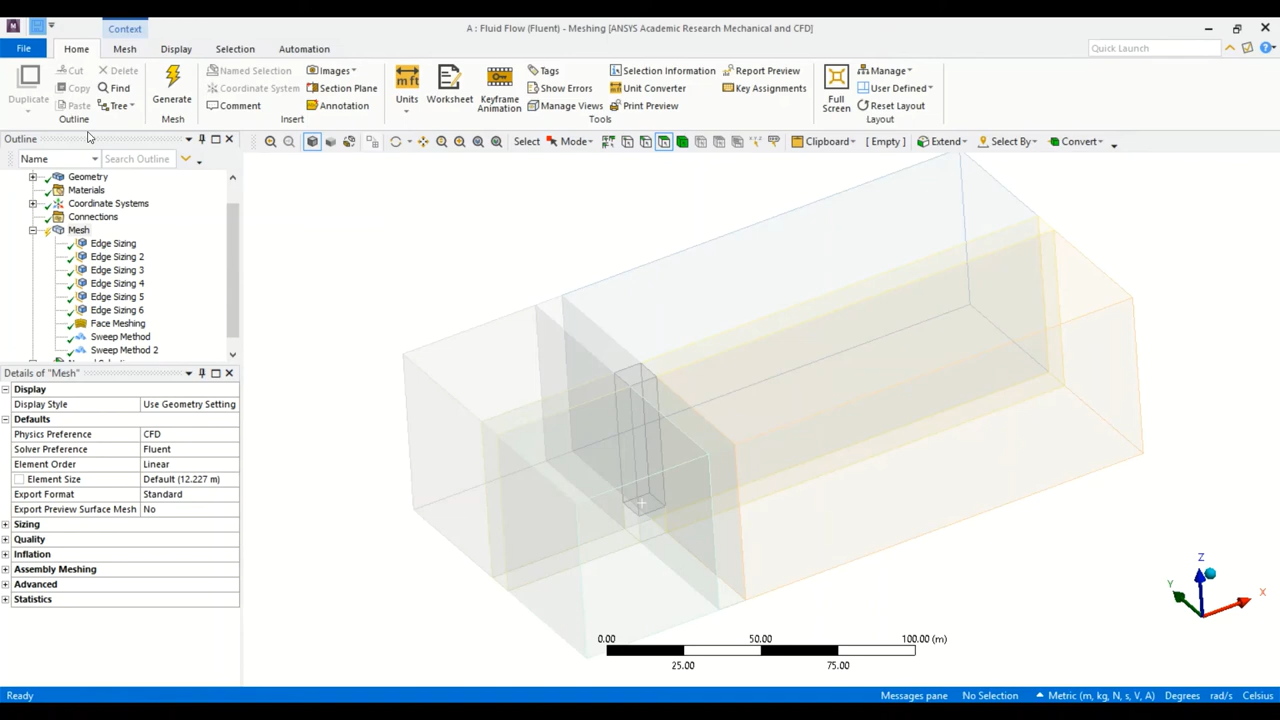 Context
A : Fluid Flow (Fluent) - Meshing [ANSYS Academic Research Mechanical and CFD]
File Home Mesh Display Selection Automation Quick Launch
Duplicate
Cut
Copy
Paste
Delete
Find
Tree
Outline
Generate
Mesh
Named Selection
Coordinate System
Comment
Images
Section Plane
Annotation
Insert
Units
Worksheet
Keyframe
Animation
Tags
Show Errors
Manage Views
Selection Information
Unit Converter
Print Preview
Report Preview
Key Assignments
Tools
Full
Screen
Manage
User Defined
Reset Layout
Layout
Outline
Select Mode Clipboard [ Empty ] Extend Select By Convert
Name Search Outline
Geometry
Materials
Coordinate Systems
Connections
Mesh
Edge Sizing
Edge Sizing 2
Edge Sizing 3
Edge Sizing 4
Edge Sizing 5
Edge Sizing 6
Face Meshing
Sweep Method
Sweep Method 2
Details of "Mesh"
Display
Display Style Use Geometry Setting
Defaults
Physics Preference CFD
Solver Preference Fluent
Element Order Linear
Element Size Default (12.227 m)
Export Format Standard
Export Preview Surface Mesh No
Sizing
Quality
Inflation
Assembly Meshing
Advanced
Statistics
Z
Y
X
0.00 50.00 100.00 (m)
25.00 75.00
Ready Messages pane No Selection Metric (m, kg, N, s, V, A) Degrees rad/s Celsius